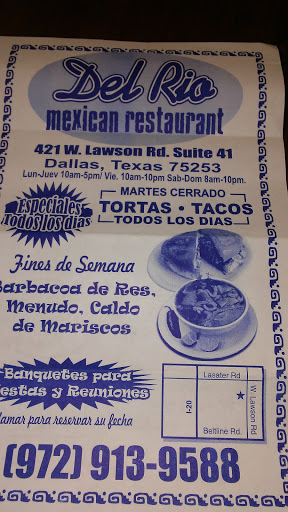 Del Rio
mexican restaurant
421 W. Lawson Rd. Suite 41
Dallas, Texas 75253
Lun-Juev 10am-5pm/ Vie. 10am-10pm Sab-Dom 8am-10pm.
MARTES CERRADO
Especiales
Todos los dias
TORTAS • TACOS
TODOS LOS DIAS
Fines de Semana
Barbacoa de Res,
Menudo, Caldo
de Mariscos
Banquetes para
iestas y Reuniones
lamar para reservar su fecha
Lasater Rd
I-20
W. Lawson Rd
Beltline Rd.
(972) 913-9588